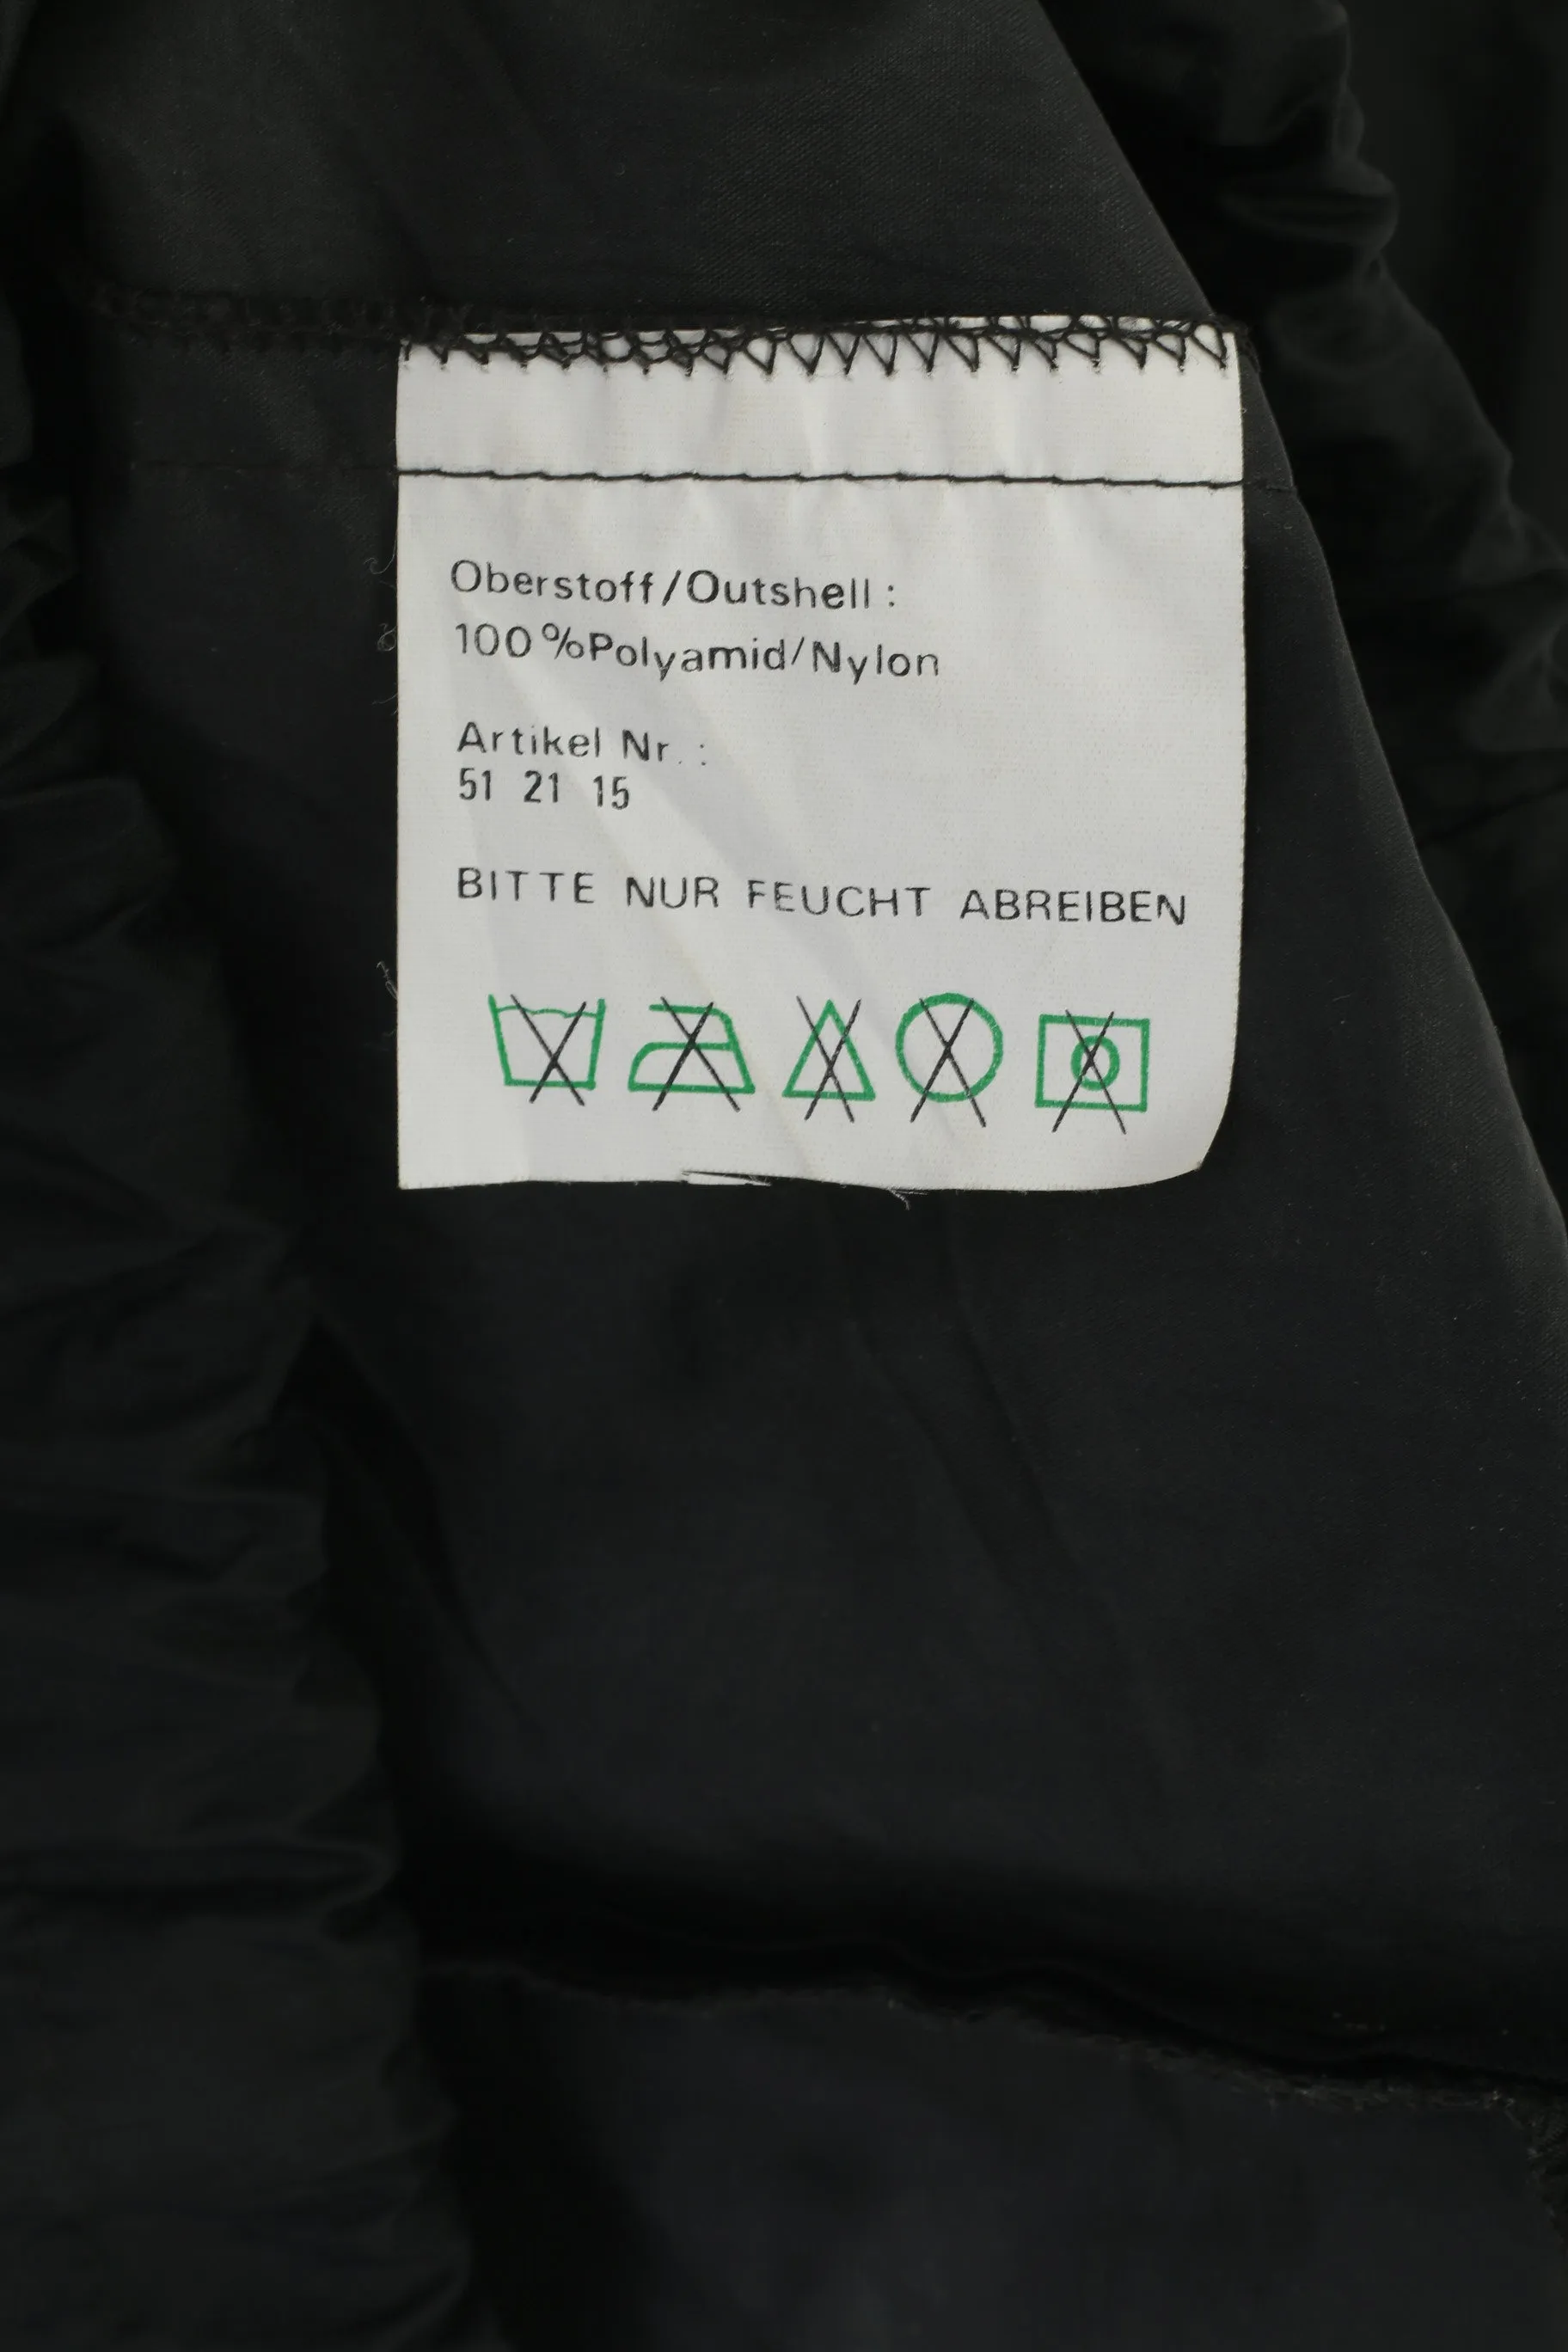 Oberstoff/Outshell:
100%Polyamid/Nylon
Artikel Nr.:
51 21 15
BITTE NUR FEUCHT ABREIBEN